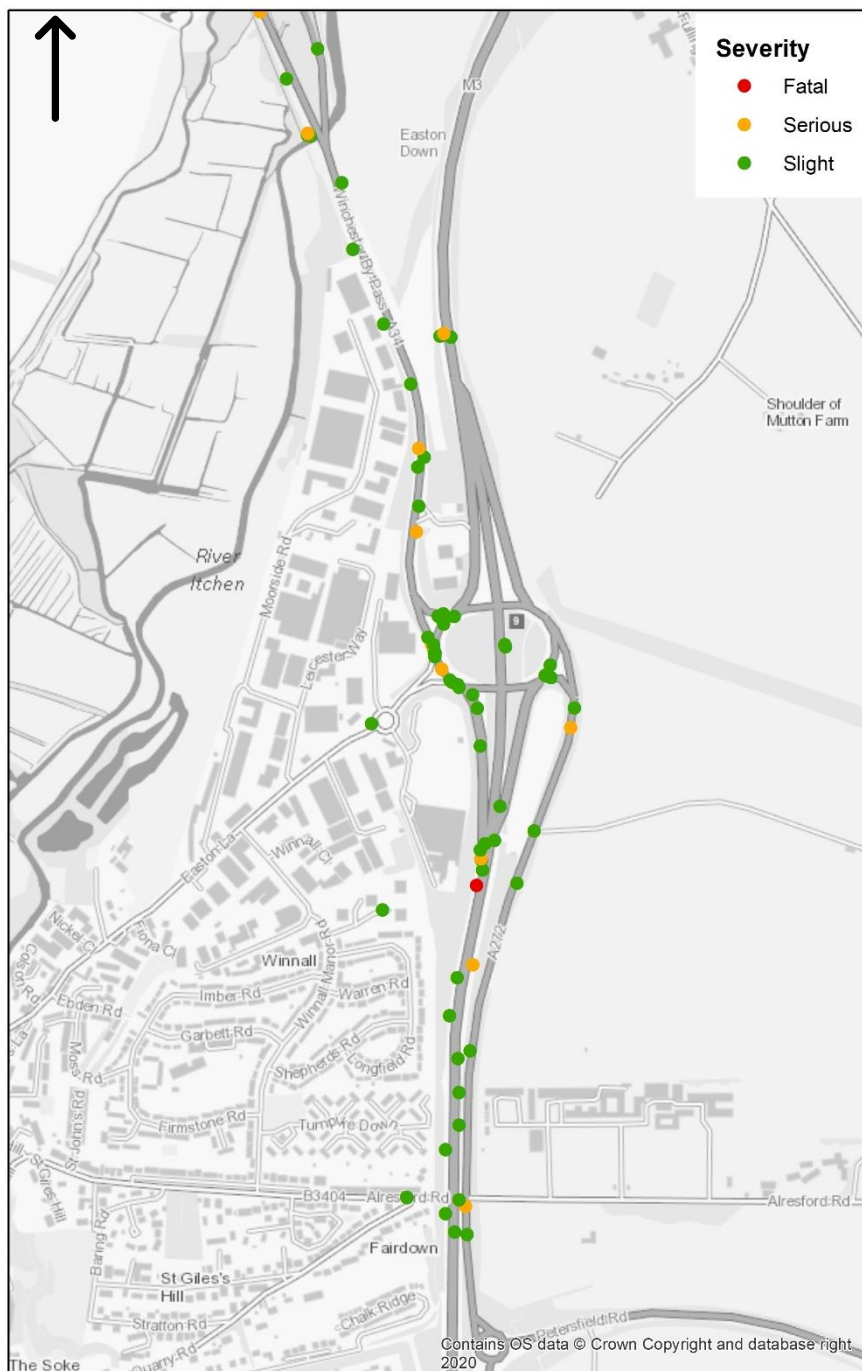 Severity
Fatal
Serious
Slight
M3
Easton
Down
Winchester By Pass
A34
Shoulder of
Mutton Farm
River
Itchen
Moorside Rd
Leicester Way
9
Easton La
Winnall Cl
Nickel Cl
Fiona Cl
Colson Rd
Ebden Rd
Winnall
Winnall Manor Rd
A272
Imber Rd
Warren Rd
Garbett Rd
Shepherds Rd
Longfield Rd
Moss Rd
Firmstone Rd
Turnpike Down
St John's Rd
St Giles Hill
B3404
Alresford Rd
Alresford Rd
Baring Rd
Fairdown
St Giles's
Hill
Stratton Rd
Chalk Ridge
Quarry Rd
Petersfield Rd
The Soke
Contains OS data © Crown Copyright and database right
2020